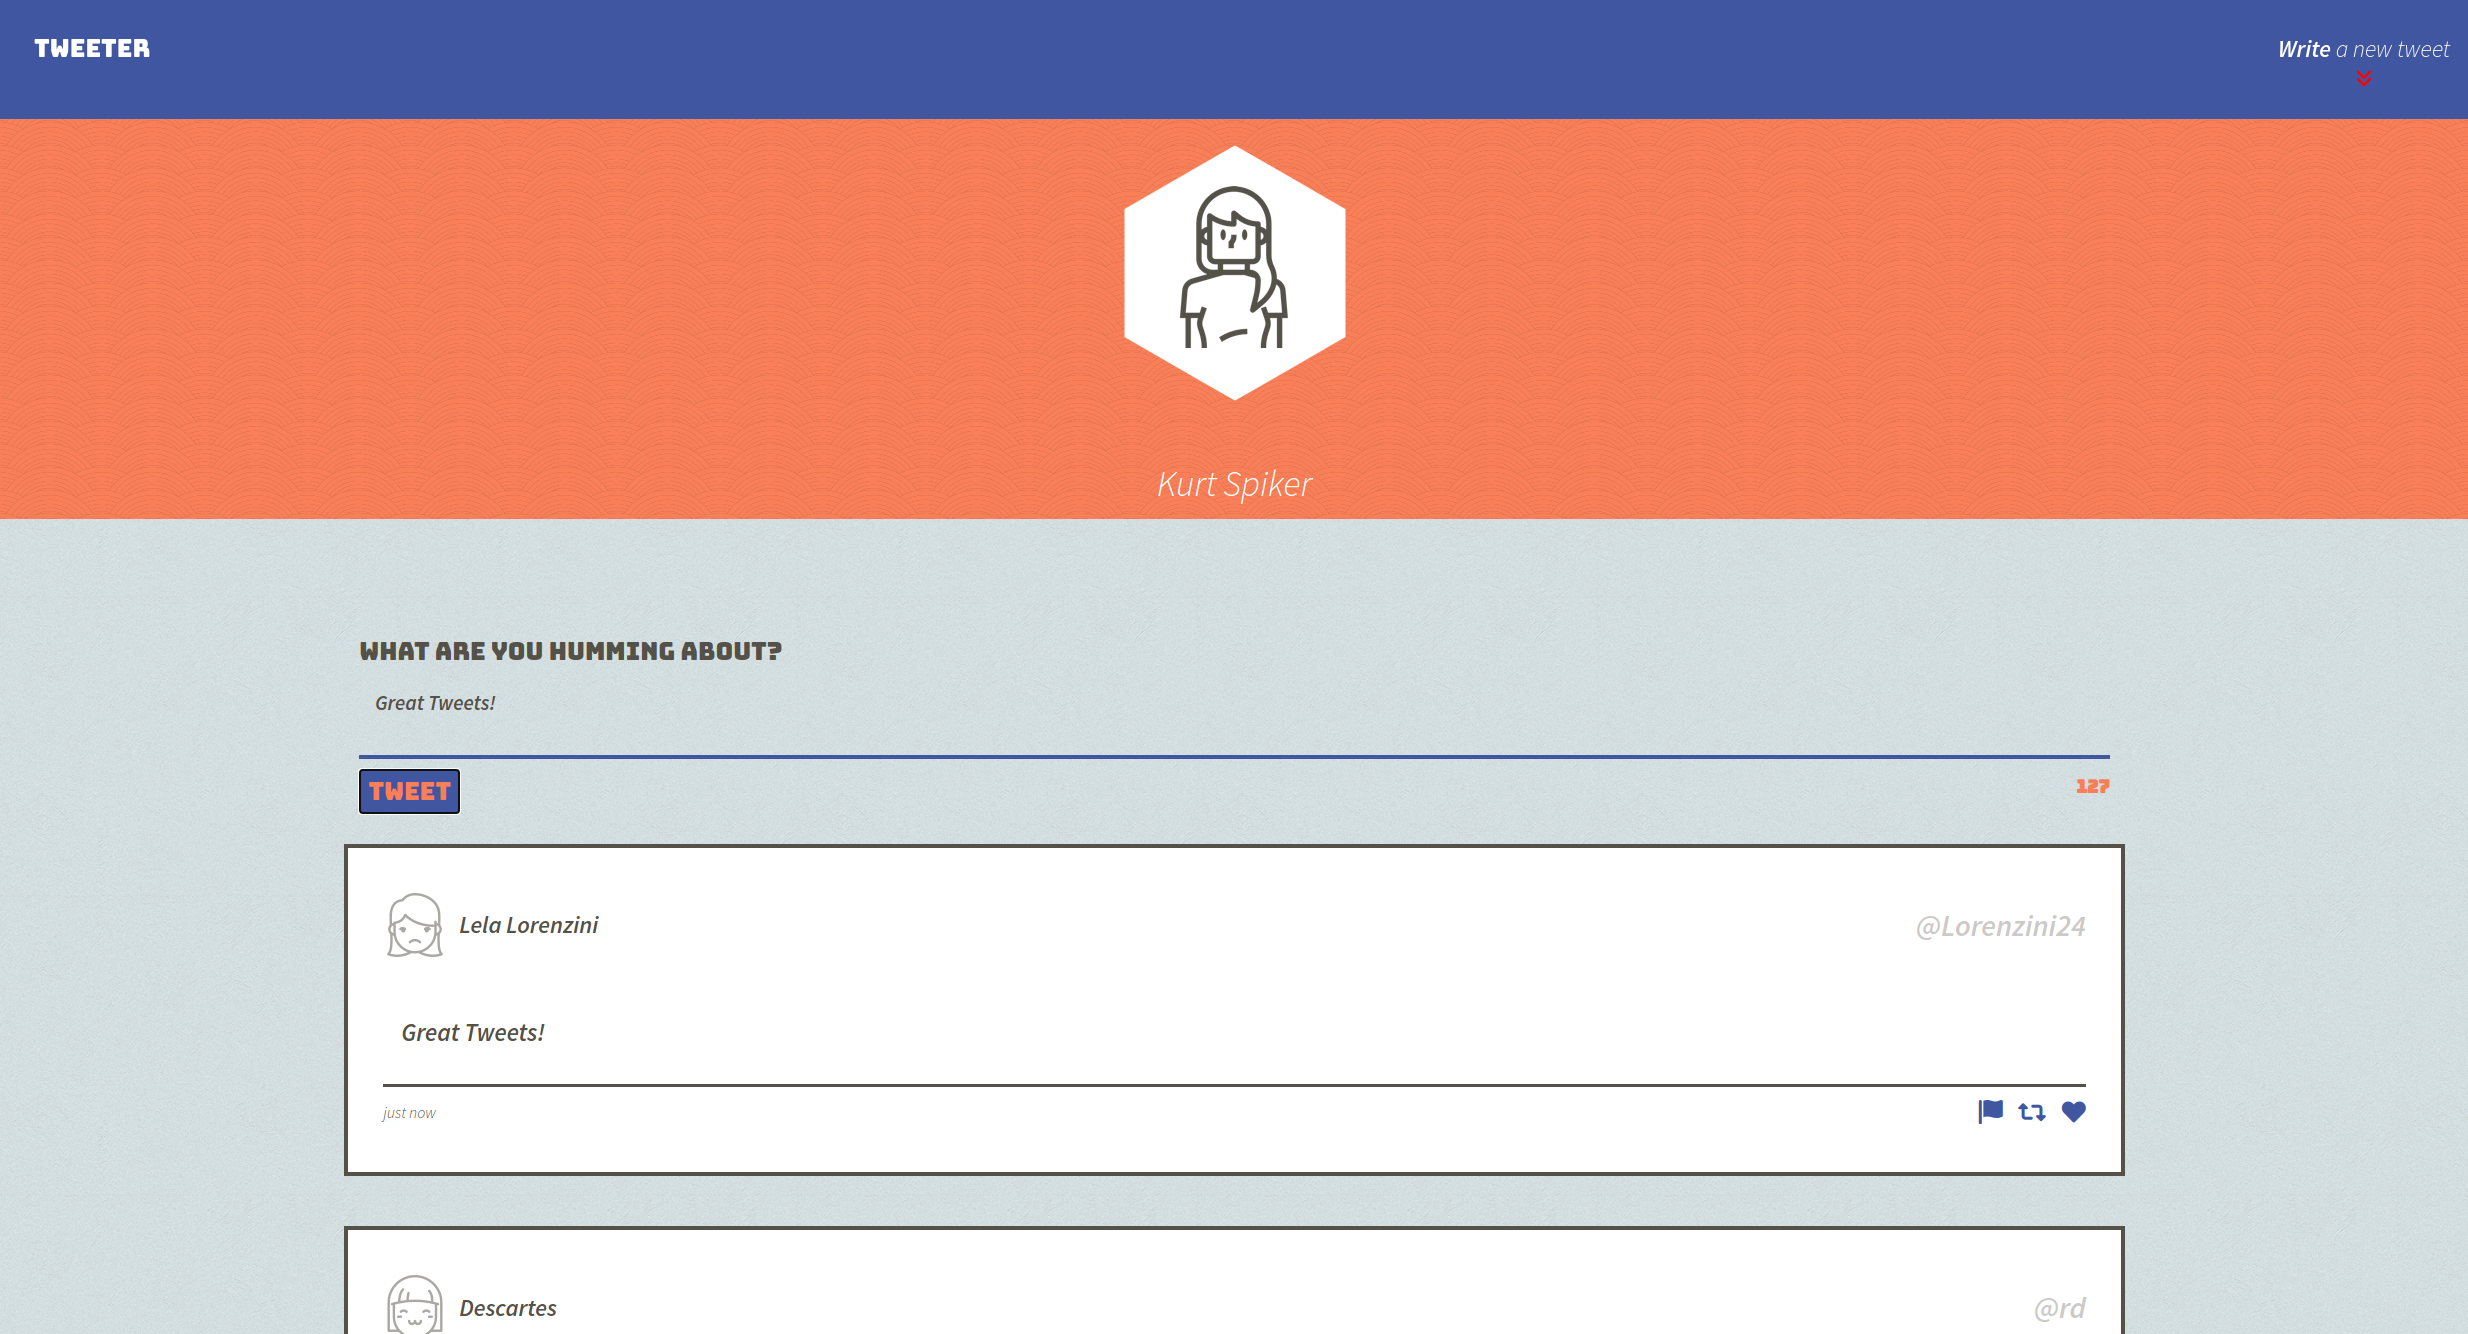 TWEETER
Write a new tweet
Kurt Spiker
WHAT ARE YOU HUMMING ABOUT?
Great Tweets!
TWEET
127
Lela Lorenzini
@Lorenzini24
Great Tweets!
just now
Descartes
@rd